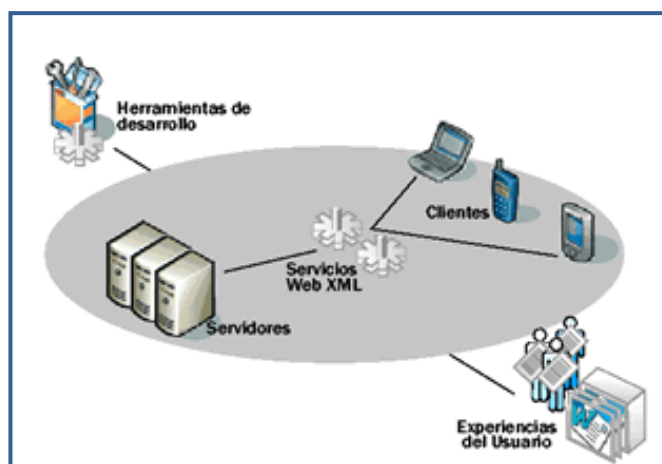 Herramientas de
desarrollo
Clientes
Servicios
Web XML
Servidores
Experiencias
del Usuario
W